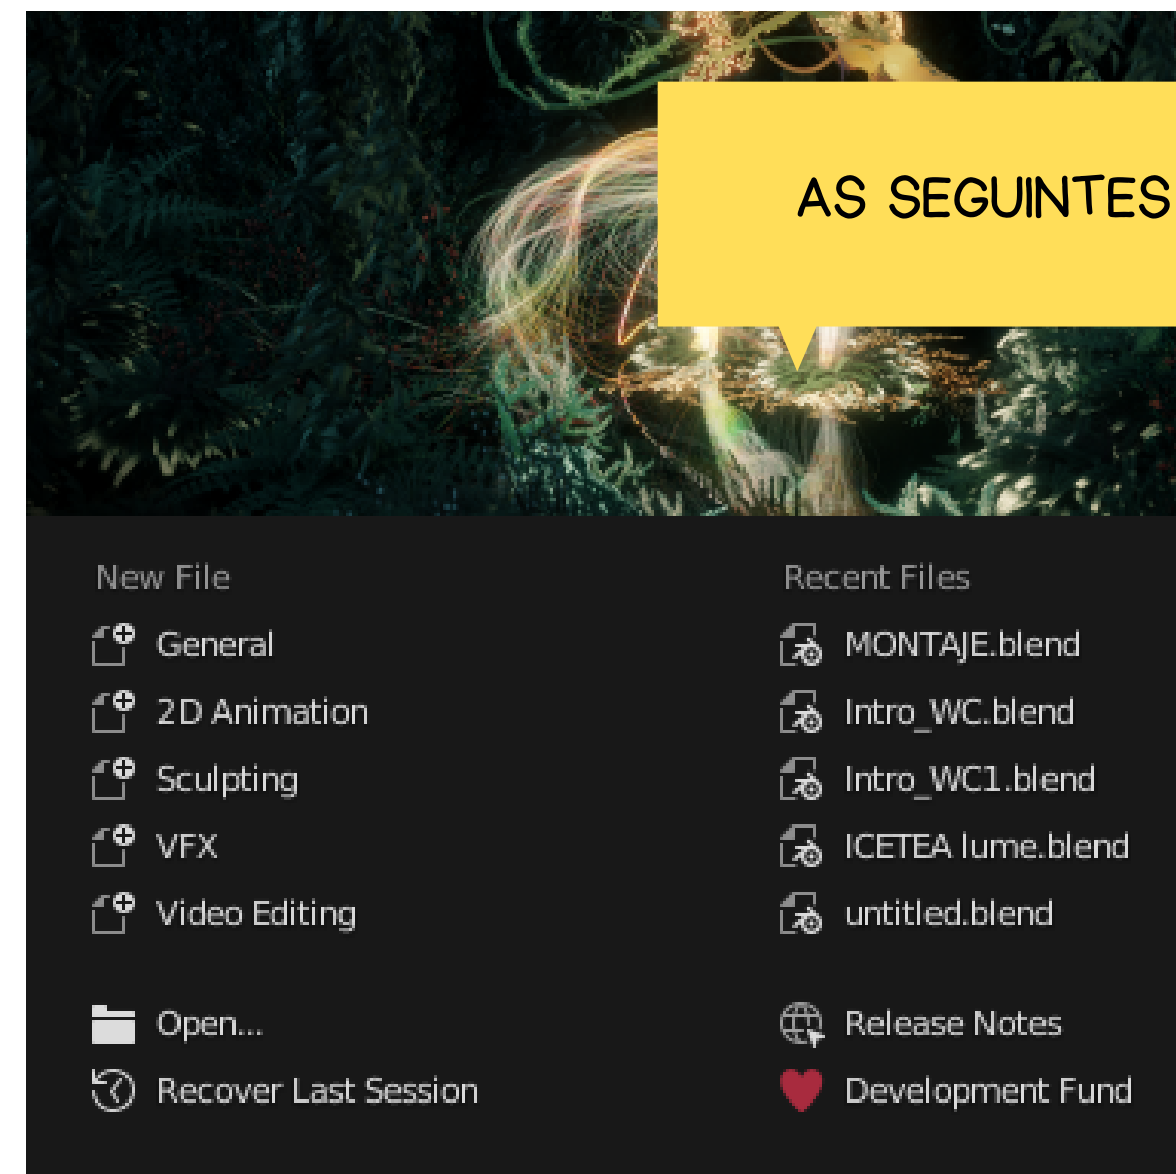 AS SEGUINTES
New File
General
2D Animation
Sculpting
VFX
Video Editing
Open...
Recover Last Session
Recent Files
MONTAJE.blend
Intro_WC.blend
Intro_WC1.blend
ICETEA lume.blend
untitled.blend
Release Notes
Development Fund